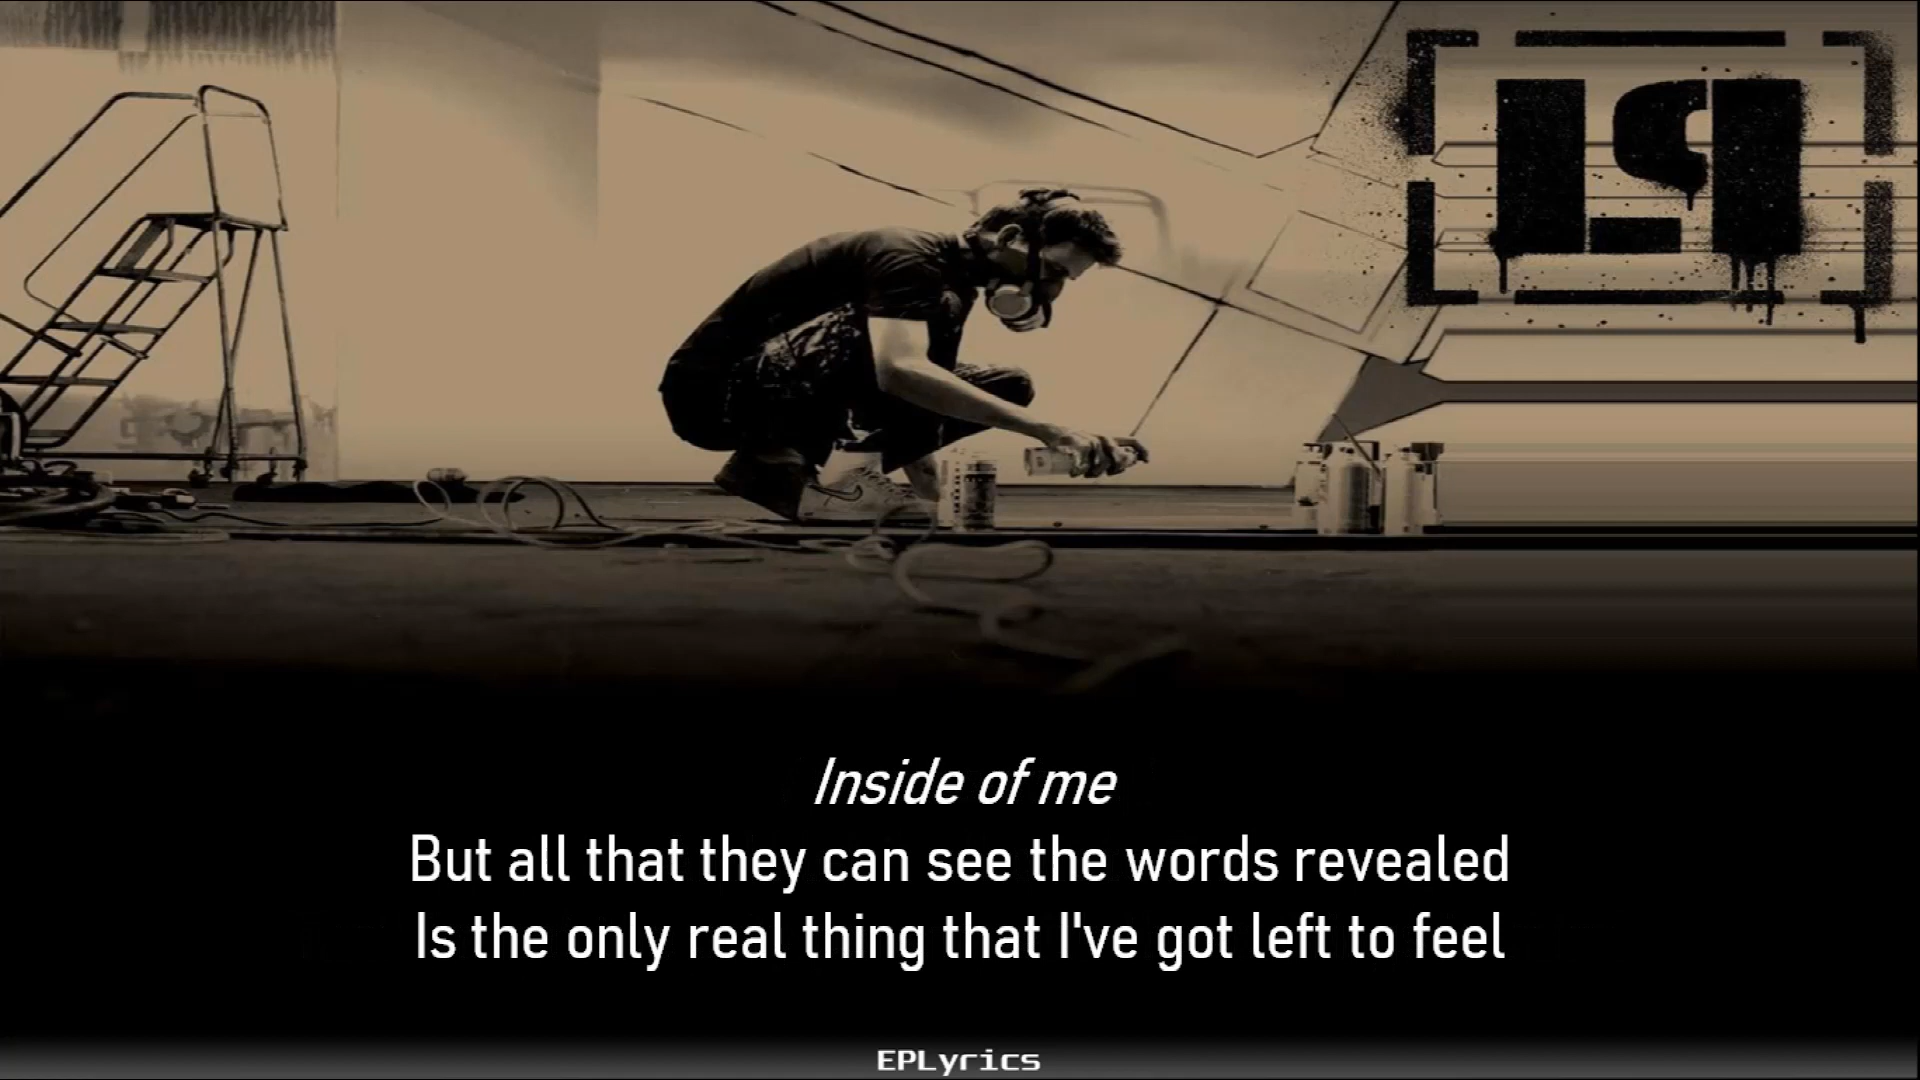 LP
Inside of me
But all that they can see the words revealed
Is the only real thing that I've got left to feel
EPLyrics